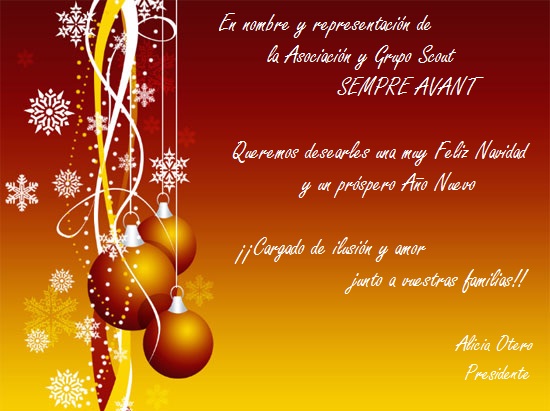 En nombre y representación de
la Asociación y Grupo Scout
SEMPRE AVANT
Queremos desearles una muy Feliz Navidad
y un próspero Año Nuevo
¡¡Cargado de ilusión y amor
junto a vuestras familias!!
Alicia Otero
Presidente